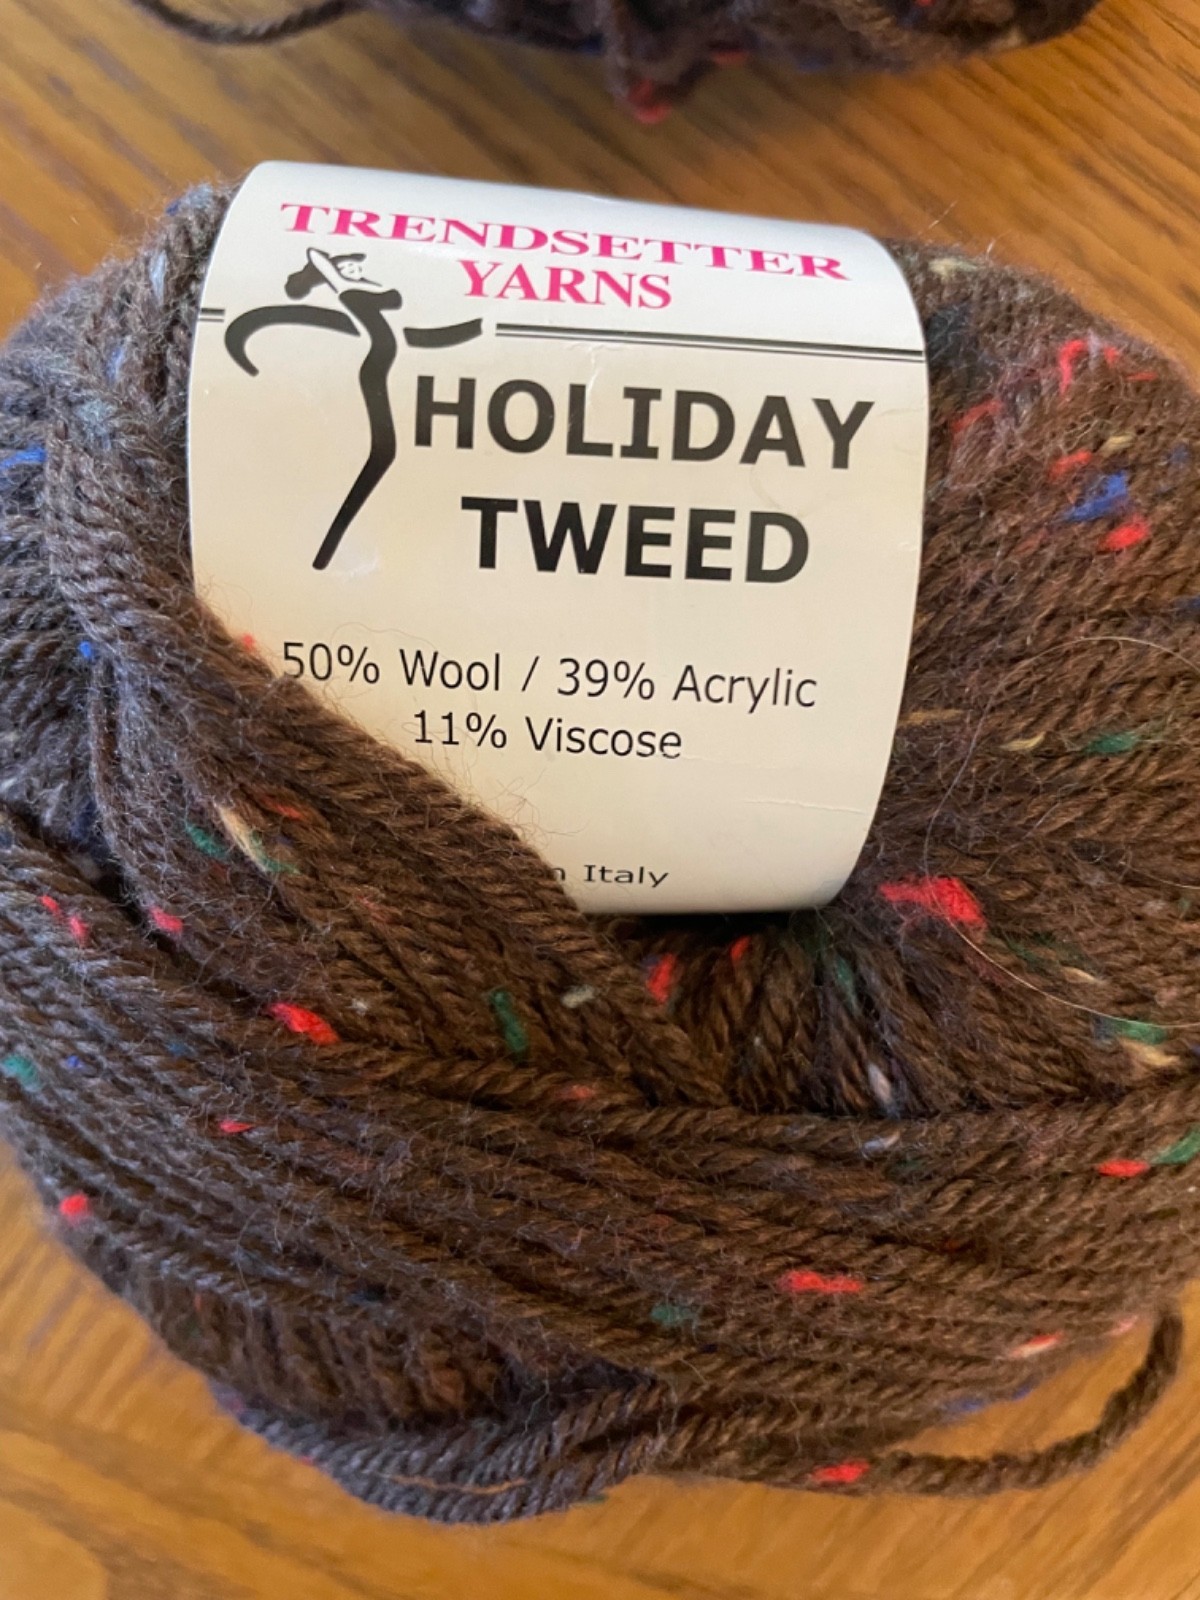 TRENDSETTER
YARNS
HOLIDAY
TWEED
50% Wool / 39% Acrylic
11% Viscose
Italy